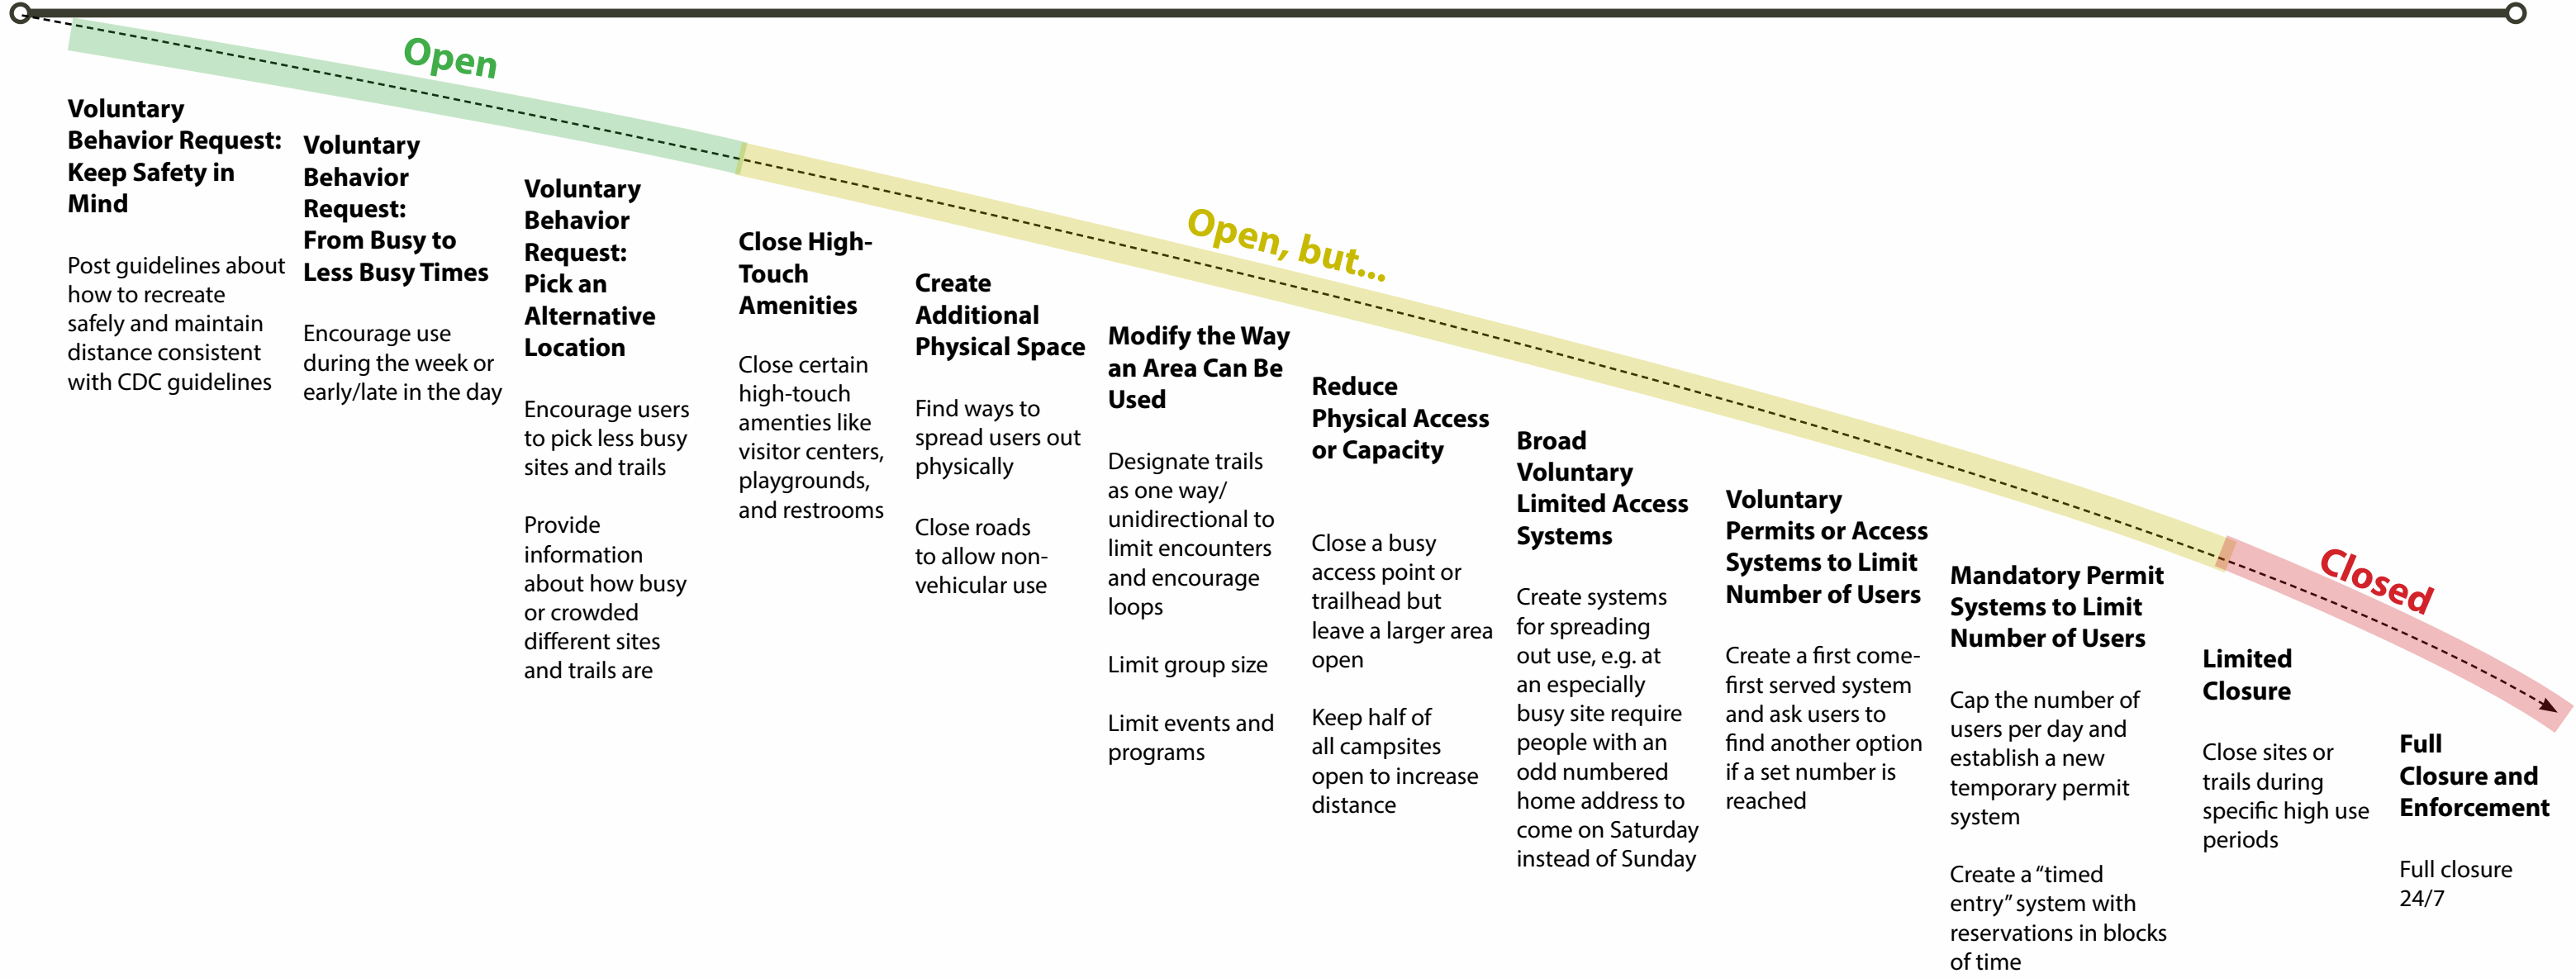 Open
Voluntary
Behavior Request:
Keep Safety in
Mind
Post guidelines about
how to recreate
safely and maintain
distance consistent
with CDC guidelines
Voluntary
Behavior
Request:
From Busy to
Less Busy Times
Encourage use
during the week or
early/late in the day
Voluntary
Behavior
Request:
Pick an
Alternative
Location
Encourage users
to pick less busy
sites and trails
Provide
information
about how busy
or crowded
different sites
and trails are
Open, but...
Close High-
Touch
Amenities
Close certain
high-touch
amenties like
visitor centers,
playgrounds,
and restrooms
Create
Additional
Physical Space
Find ways to
spread users out
physically
Close roads
to allow non-
vehicular use
Modify the Way
an Area Can Be
Used
Designate trails
as one way/
unidirectional to
limit encounters
and encourage
loops
Limit group size
Limit events and
programs
Reduce
Physical Access
or Capacity
Close a busy
access point or
trailhead but
leave a larger area
open
Keep half of
all campsites
open to increase
distance
Broad
Voluntary
Limited Access
Systems
Create systems
for spreading
out use, e.g. at
an especially
busy site require
people with an
odd numbered
home address to
come on Saturday
instead of Sunday
Voluntary
Permits or Access
Systems to Limit
Number of Users
Create a first come-
first served system
and ask users to
find another option
if a set number is
reached
Mandatory Permit
Systems to Limit
Number of Users
Cap the number of
users per day and
establish a new
temporary permit
system
Create a “timed
entry” system with
reservations in blocks
of time
Closed
Limited
Closure
Close sites or
trails during
specific high use
periods
Full
Closure and
Enforcement
Full closure
24/7